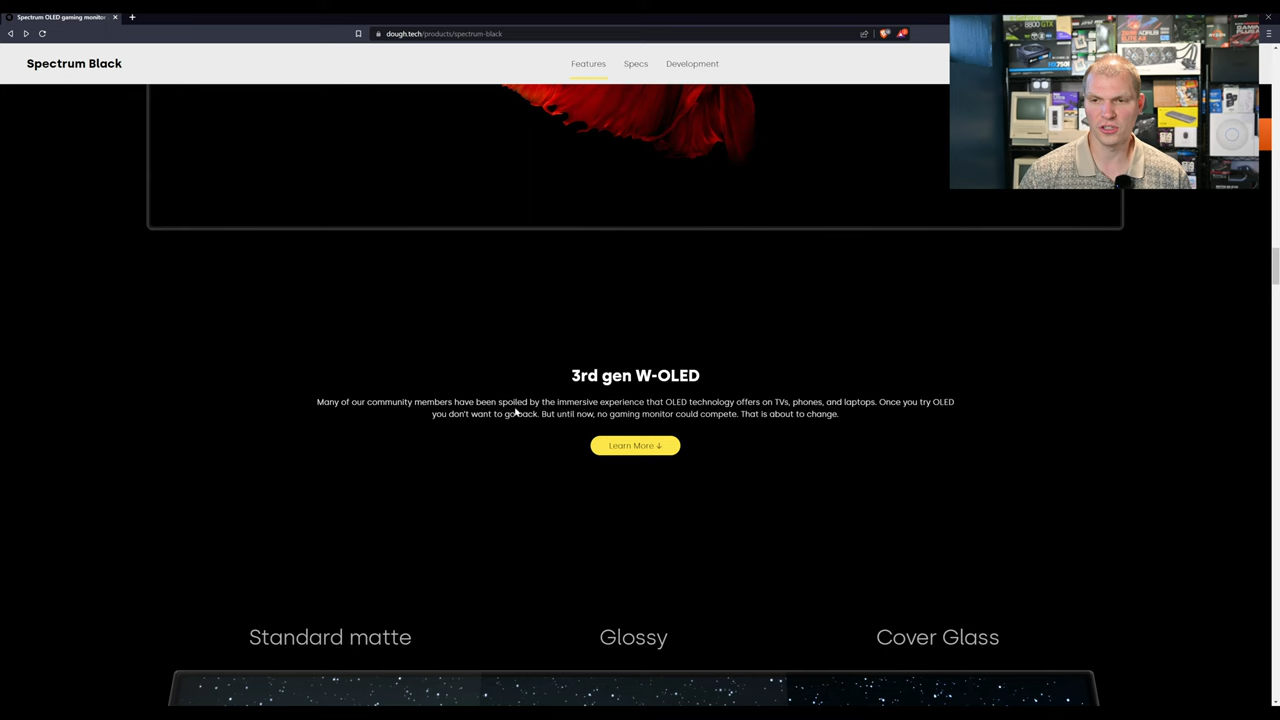 Spectrum OLED gaming monitor
dough.tech/products/spectrum-black
Spectrum Black
Features
Specs
Development
8800 GTX
3rd gen W-OLED
Many of our community members have been spoiled by the immersive experience that OLED technology offers on TVs, phones, and laptops. Once you try OLED
you don't want to go back. But until now, no gaming monitor could compete. That is about to change.
Learn More ↓
Standard matte
Glossy
Cover Glass